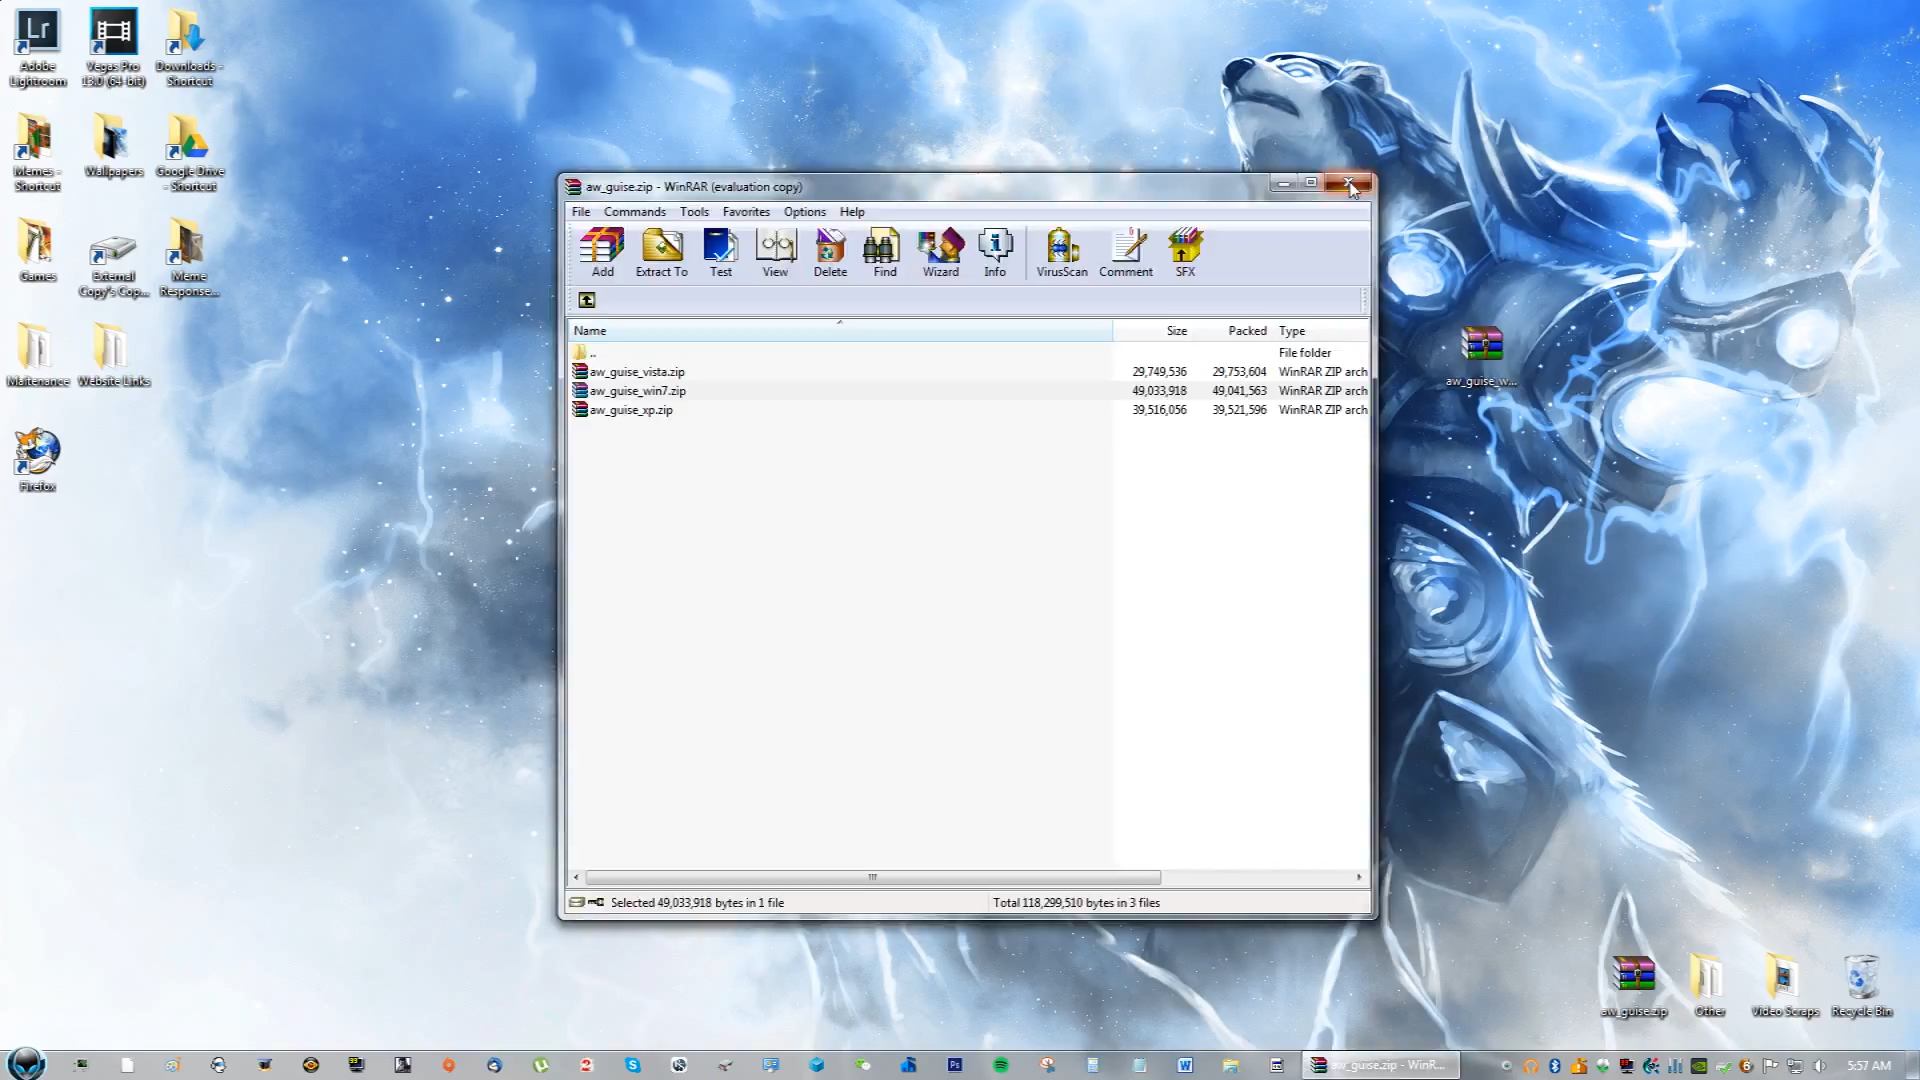 Adobe Lightroom
Vegas Pro 13.0 (64-bit)
Downloads - Shortcut
Memes - Shortcut
Wallpapers
Google Drive - Shortcut
Games
External Copy's Cop...
Meme Response...
Maitenance
Website Links
Firefox
aw_guise.zip - WinRAR (evaluation copy)
File Commands Tools Favorites Options Help
Add Extract To Test View Delete Find Wizard Info VirusScan Comment SFX
Name Size Packed Type
.. File folder
aw_guise_vista.zip 29,749,536 29,753,604 WinRAR ZIP arch
aw_guise_win7.zip 49,033,918 49,041,563 WinRAR ZIP arch
aw_guise_xp.zip 39,516,056 39,521,596 WinRAR ZIP arch
Selected 49,033,918 bytes in 1 file Total 118,299,510 bytes in 3 files
aw_guise_w...
aw_guise.zip
Other
Video Scraps
Recycle Bin
aw_guise.zip - WinR...
5:57 AM